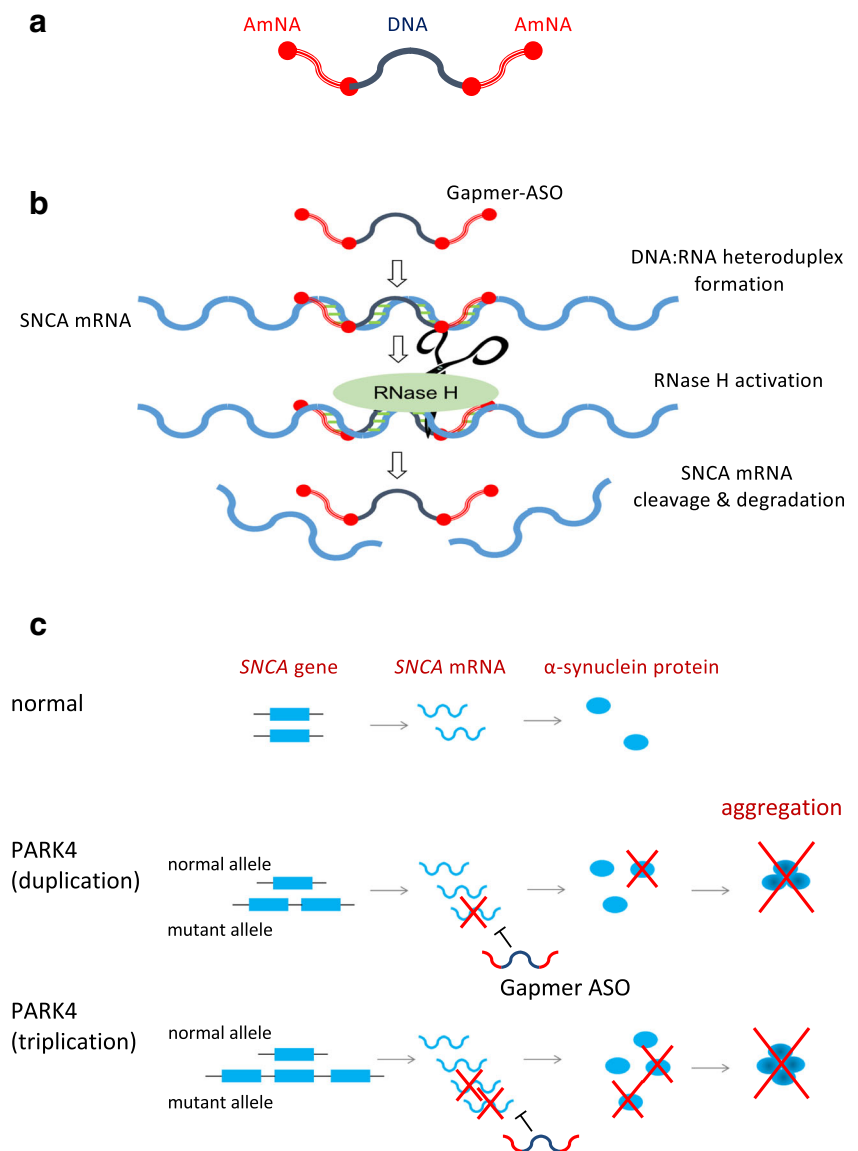 a
AmNA
DNA
AmNA
b
Gapmer-ASO
DNA:RNA heteroduplex
formation
SNCA mRNA
RNase H
RNase H activation
SNCA mRNA
cleavage & degradation
c
SNCA gene
SNCA mRNA
α-synuclein protein
normal
aggregation
PARK4
(duplication)
normal allele
mutant allele
Gapmer ASO
PARK4
(triplication)
normal allele
mutant allele